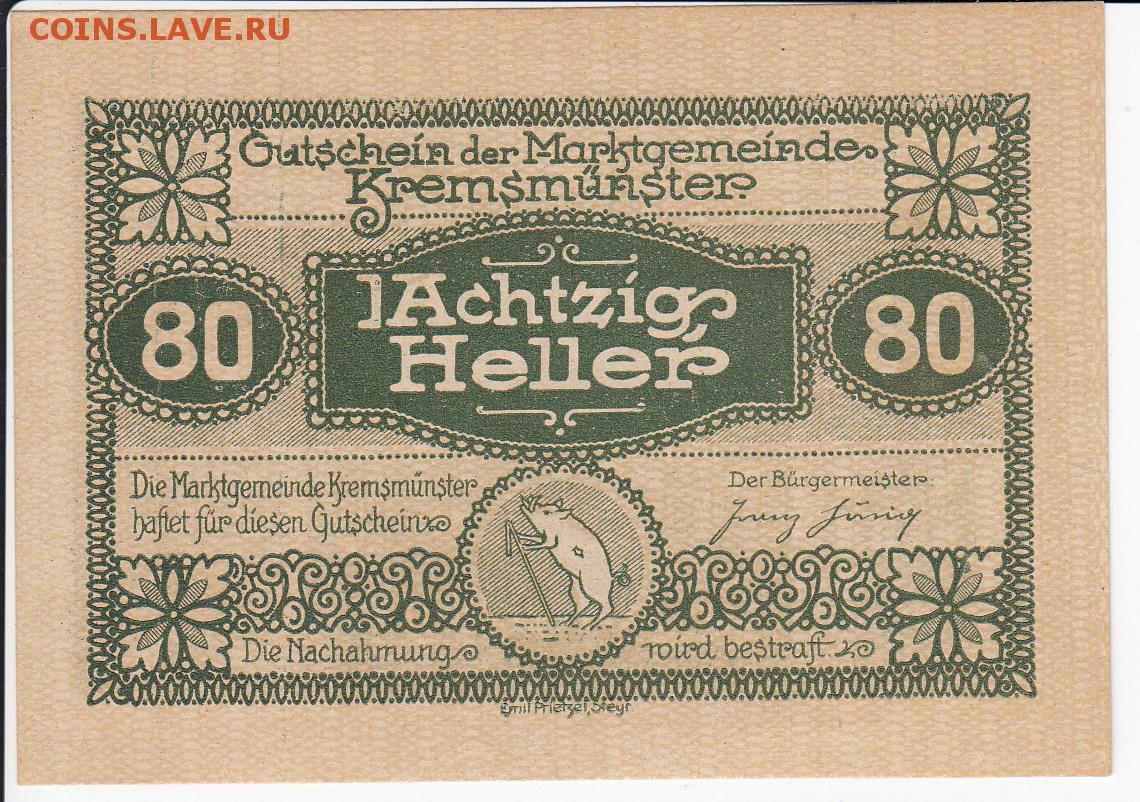 COINS.LAVE.RU
Gutschein der Marktgemeinde
Kremsmünster
Achtzig
Heller
80
80
Die Marktgemeinde Kremsmünster
haftet für diesen Gutschein
Der Bürgermeister:
Die Nachahmung wird bestraft.
Emil Prietzel, Steyr.